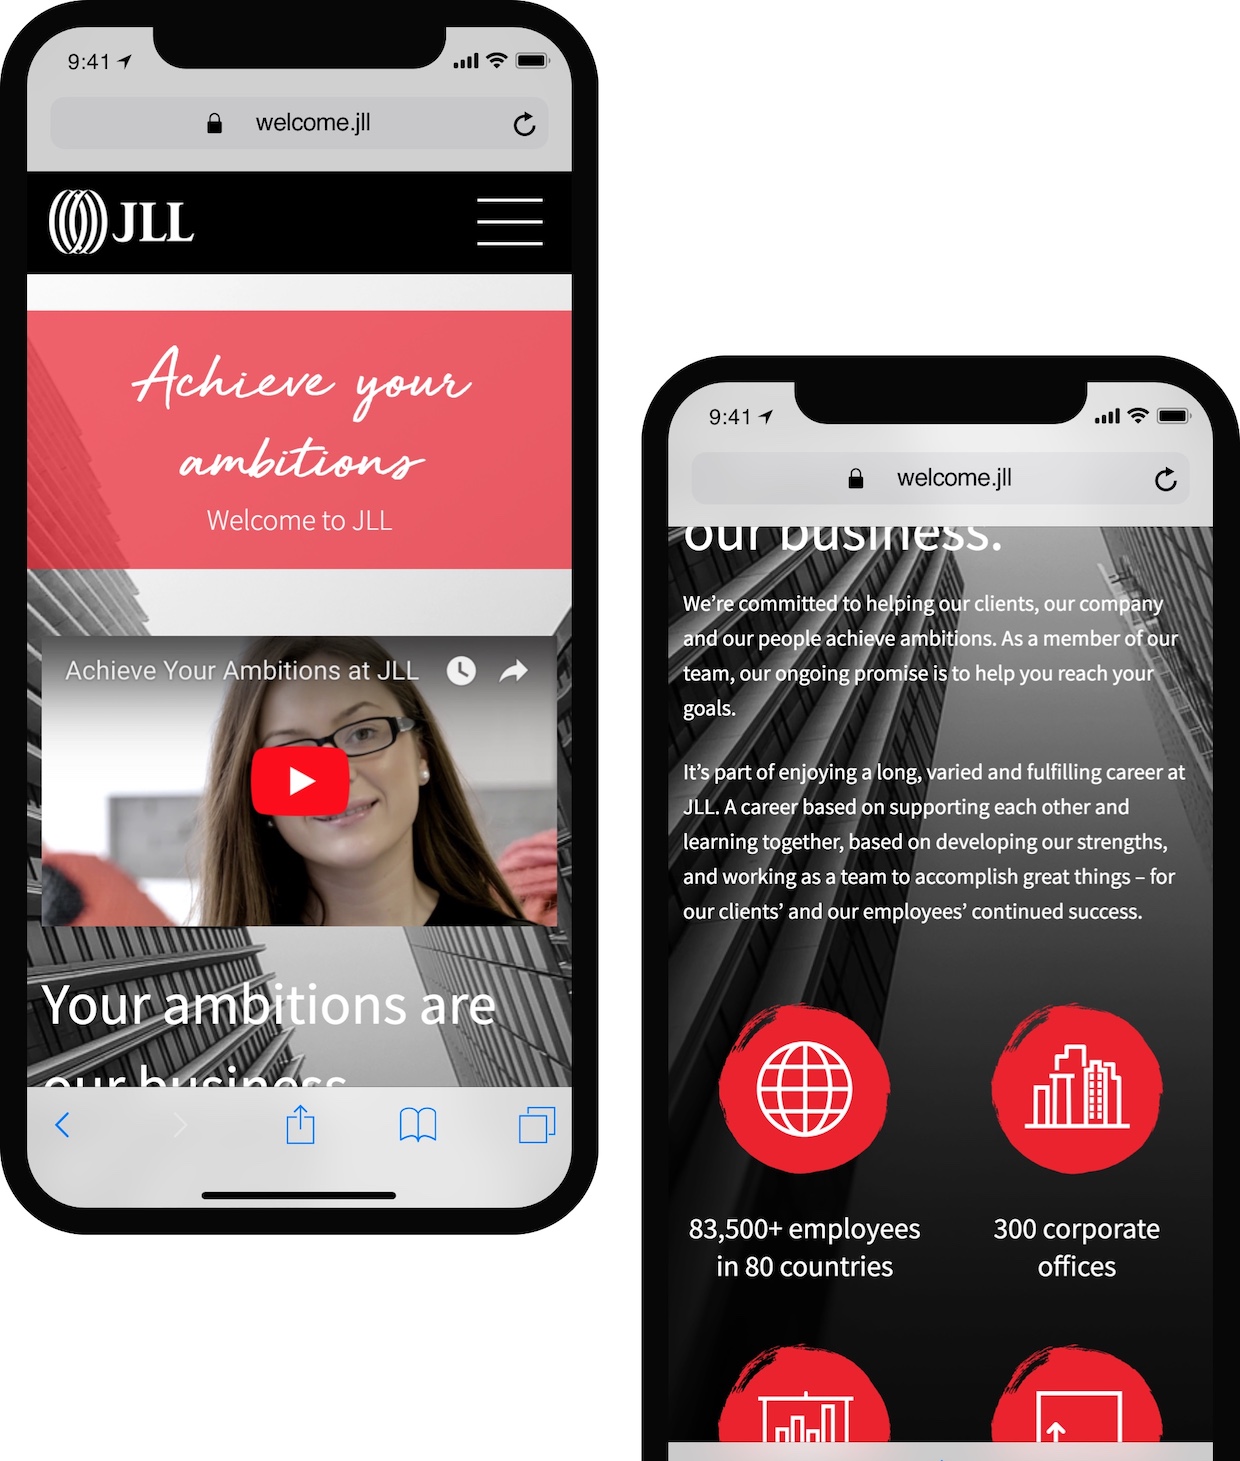 9:41
welcome.jll
JLL
Achieve your
ambitions
Welcome to JLL
Achieve Your Ambitions at JLL
Your ambitions are
our business.
9:41
welcome.jll
our business.
We’re committed to helping our clients, our company
and our people achieve ambitions. As a member of our
team, our ongoing promise is to help you reach your
goals.
It’s part of enjoying a long, varied and fulfilling career at
JLL. A career based on supporting each other and
learning together, based on developing our strengths,
and working as a team to accomplish great things – for
our clients’ and our employees’ continued success.
83,500+ employees
in 80 countries
300 corporate
offices